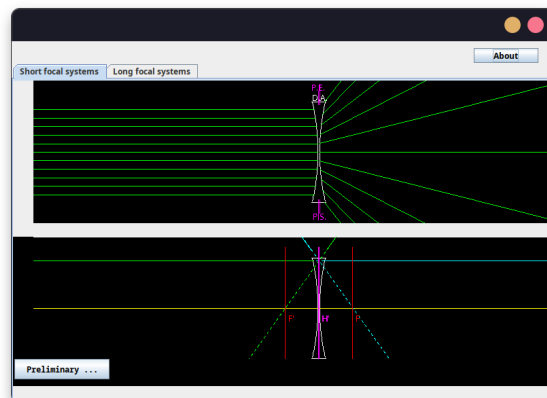 About
Short focal systems Long focal systems
P.E.
D.A.
P.S.
F' H' F
Preliminary ...